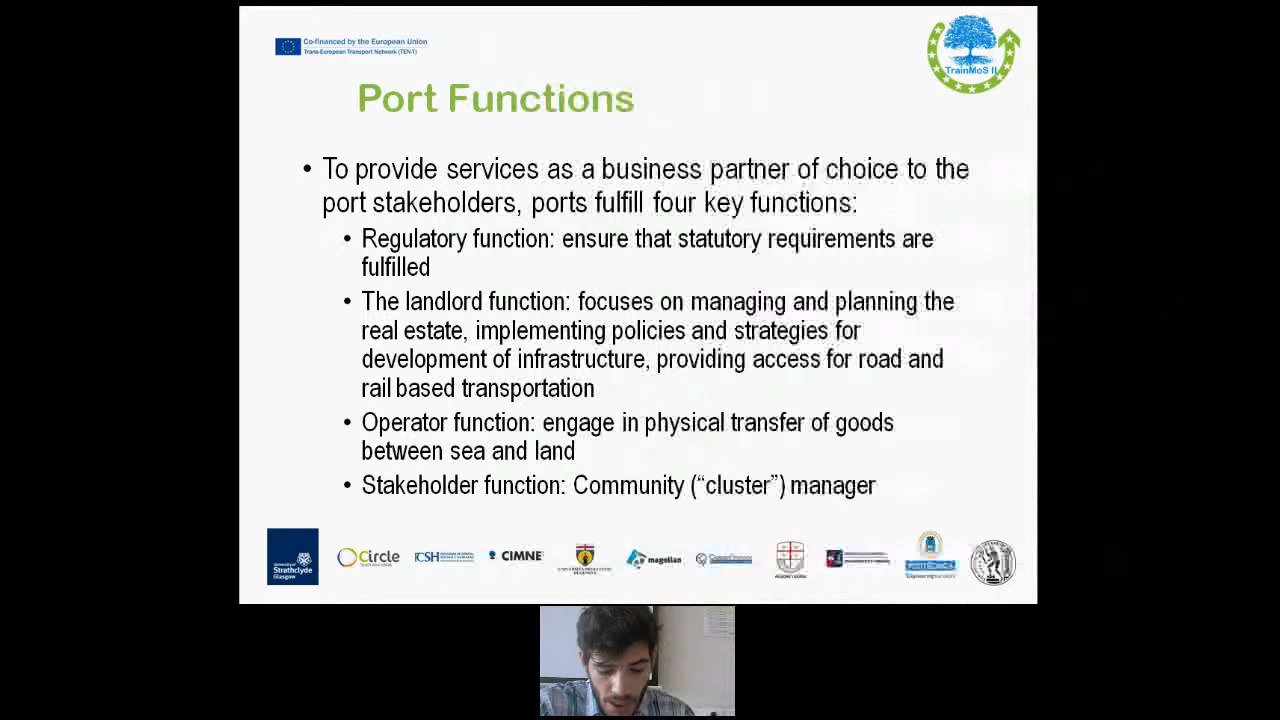 Co-financed by the European Union
Trans-European Transport Network (TEN-T)
TrainMoS II
Port Functions
• To provide services as a business partner of choice to the
port stakeholders, ports fulfill four key functions:
• Regulatory function: ensure that statutory requirements are
fulfilled
• The landlord function: focuses on managing and planning the
real estate, implementing policies and strategies for
development of infrastructure, providing access for road and
rail based transportation
• Operator function: engage in physical transfer of goods
between sea and land
• Stakeholder function: Community (“cluster”) manager
University of
Strathclyde
Glasgow
Circle
ICSH
CIMNE
magellan